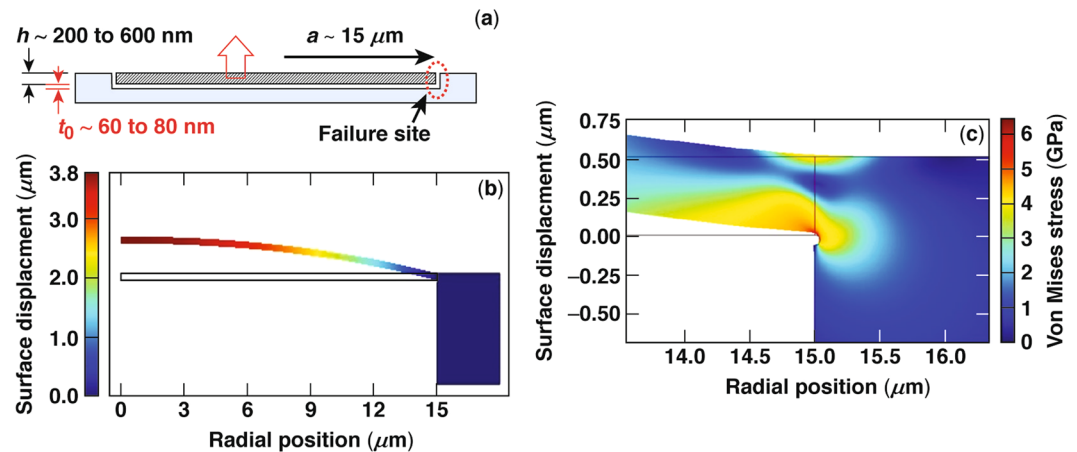 (a)
h ~ 200 to 600 nm
a ~ 15 μm
t0 ~ 60 to 80 nm
Failure site
(b)
Surface displacment (μm)
3.8
3.0
2.0
1.0
0.0
0 3 6 9 12 15
Radial position (μm)
(c)
Surface displacment (μm)
0.75
0.50
0.25
0.00
−0.25
−0.50
14.0 14.5 15.0 15.5 16.0
Radial position (μm)
6
5
4
3
2
1
0
Von Mises stress (GPa)